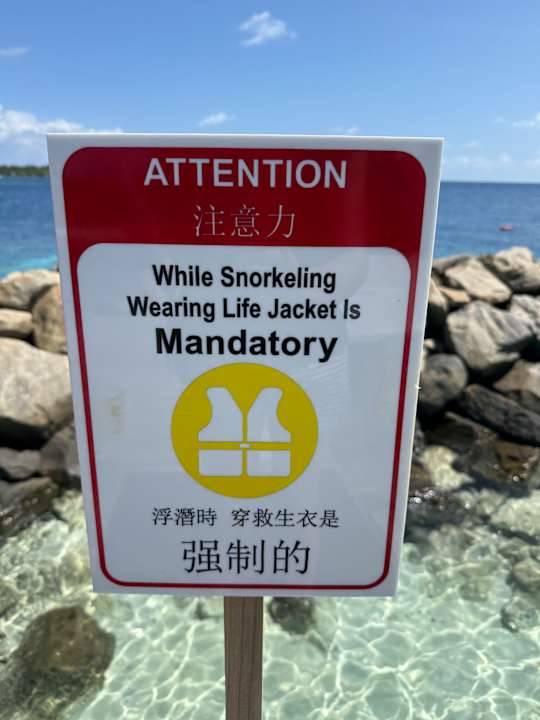 ATTENTION
注意力
While Snorkeling
Wearing Life Jacket Is
Mandatory
浮潛時 穿救生衣是
强制的